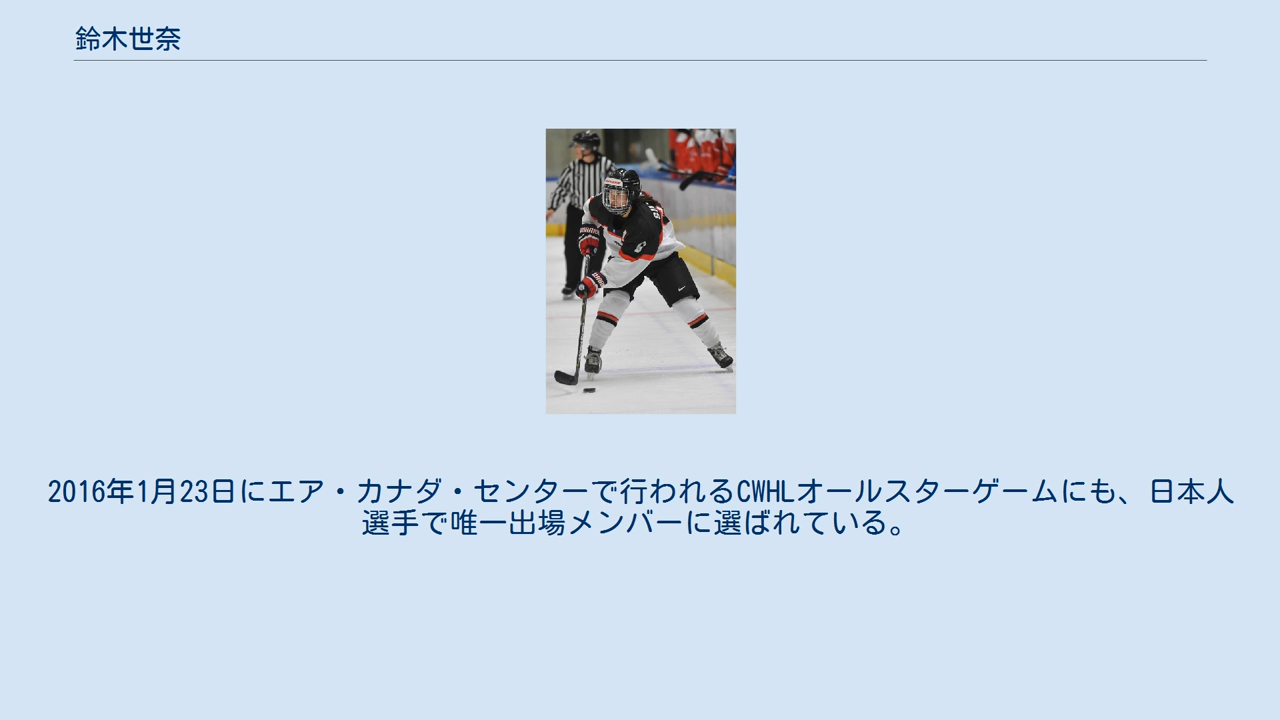 鈴木世奈
2016年1月23日にエア・カナダ・センターで行われるCWHLオールスターゲームにも、日本人
選手で唯一出場メンバーに選ばれている。